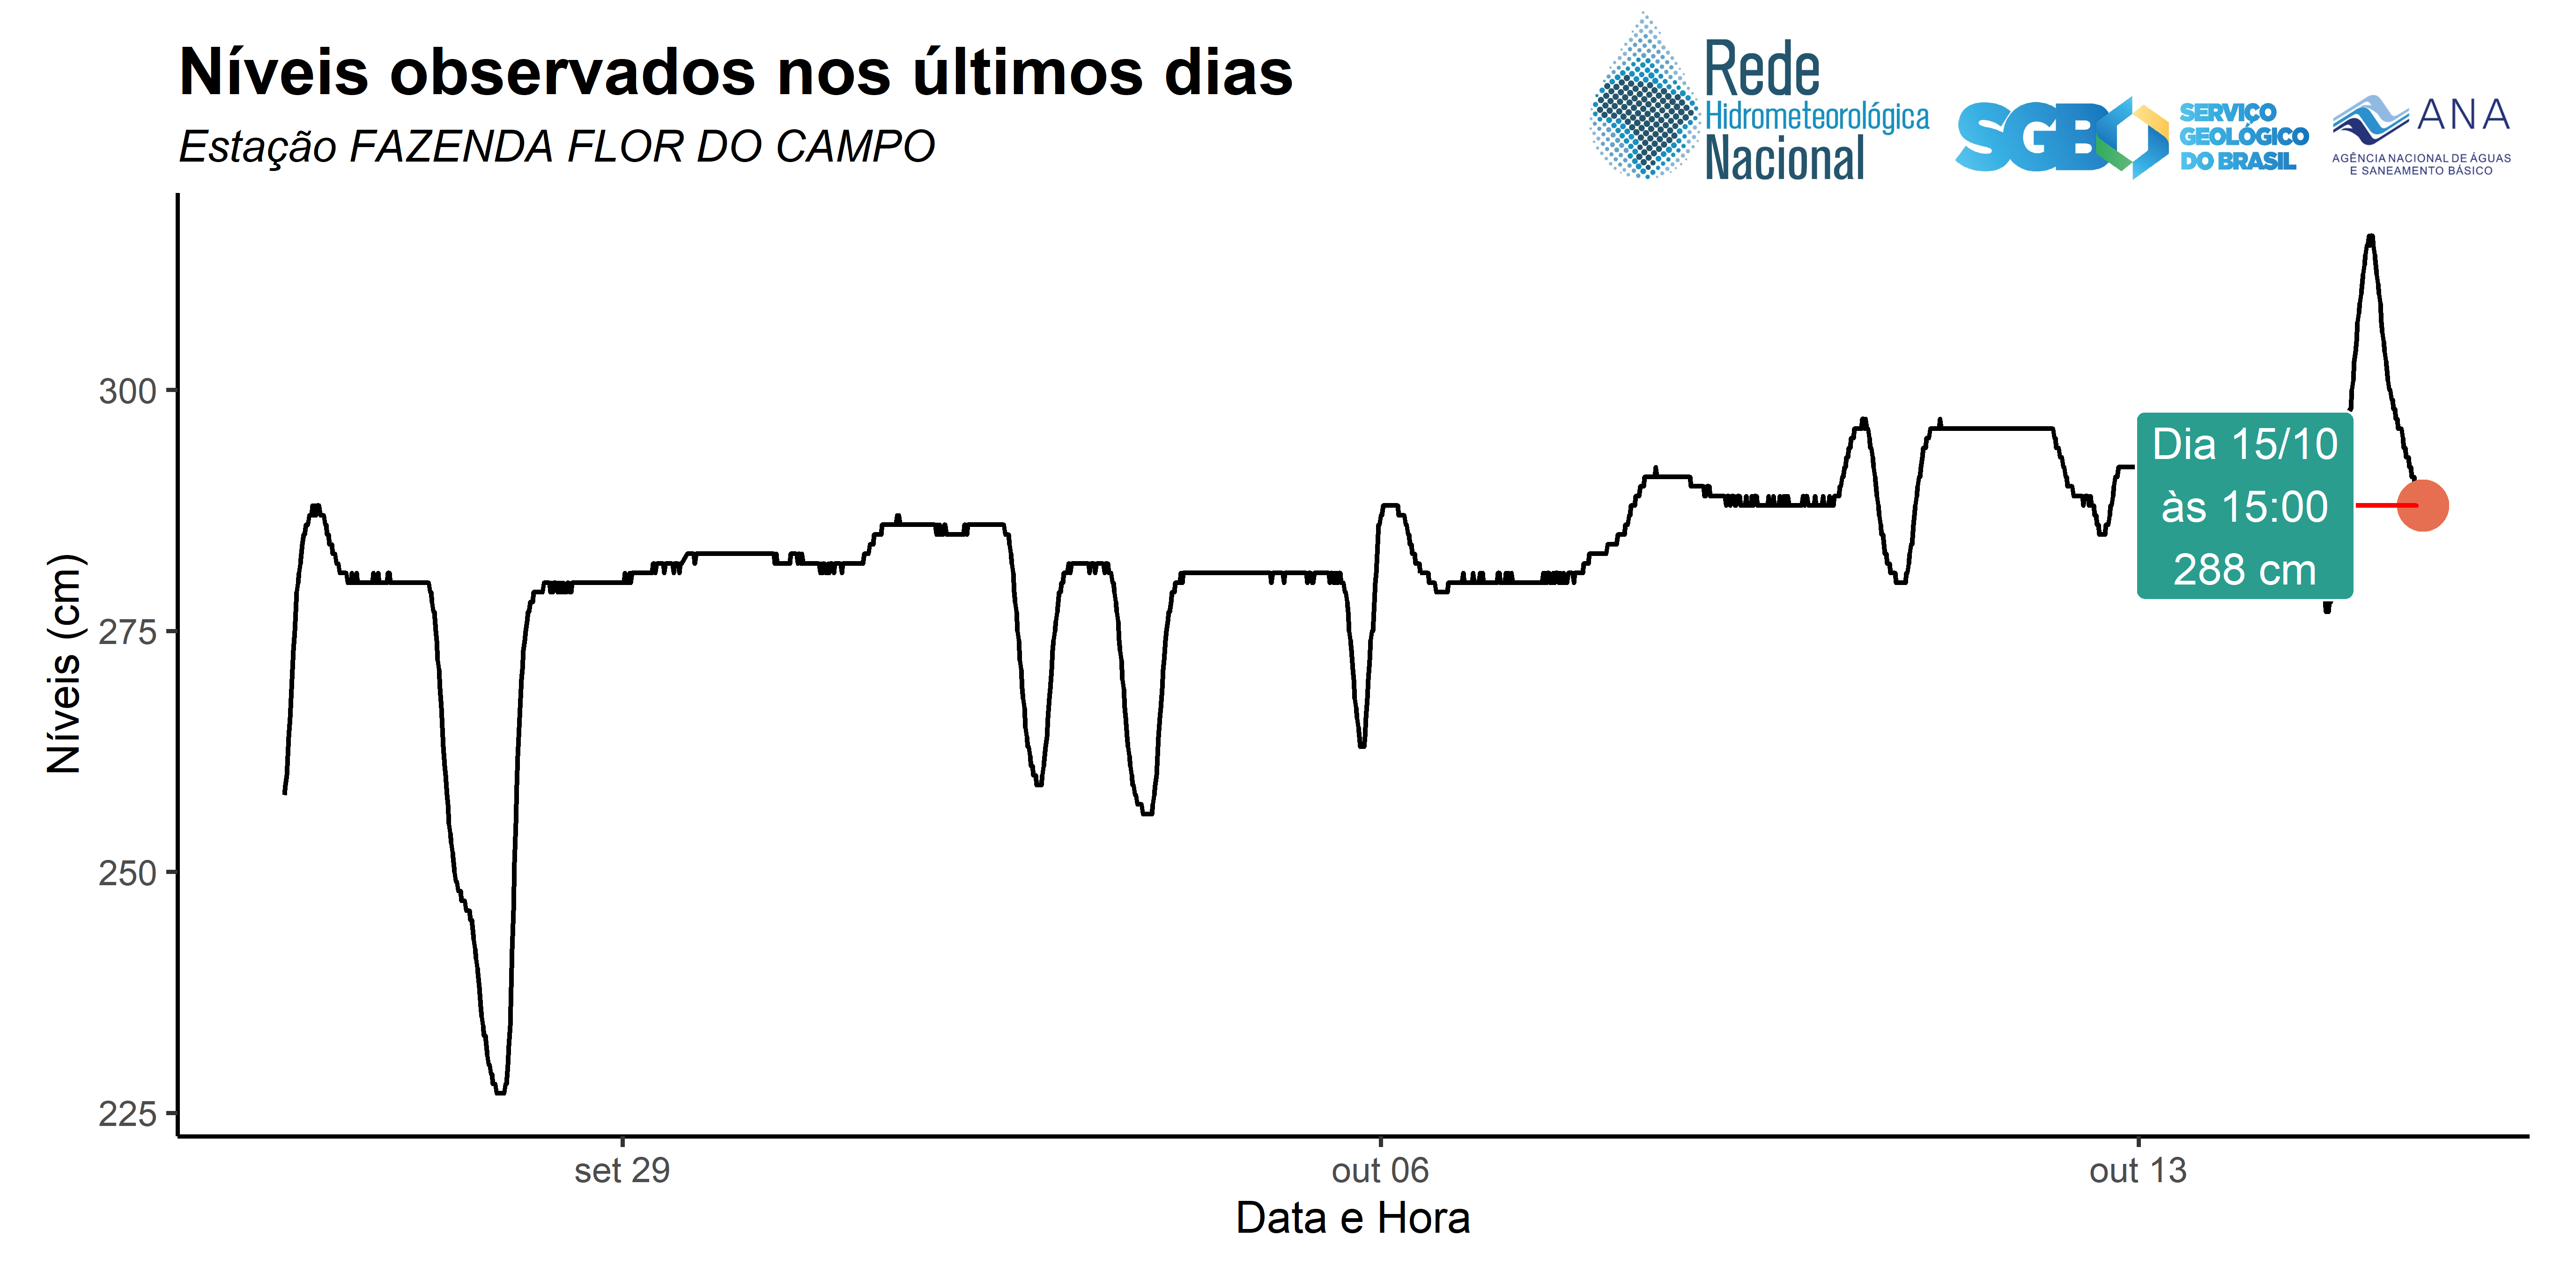 Níveis observados nos últimos dias
Estação FAZENDA FLOR DO CAMPO
Rede
Hidrometeorológica
Nacional
SGB
SERVIÇO
GEOLÓGICO
DO BRASIL
ANA
AGÊNCIA NACIONAL DE ÁGUAS
E SANEAMENTO BÁSICO
Níveis (cm)
300
275
250
225
Dia 15/10
às 15:00
288 cm
set 29
out 06
out 13
Data e Hora